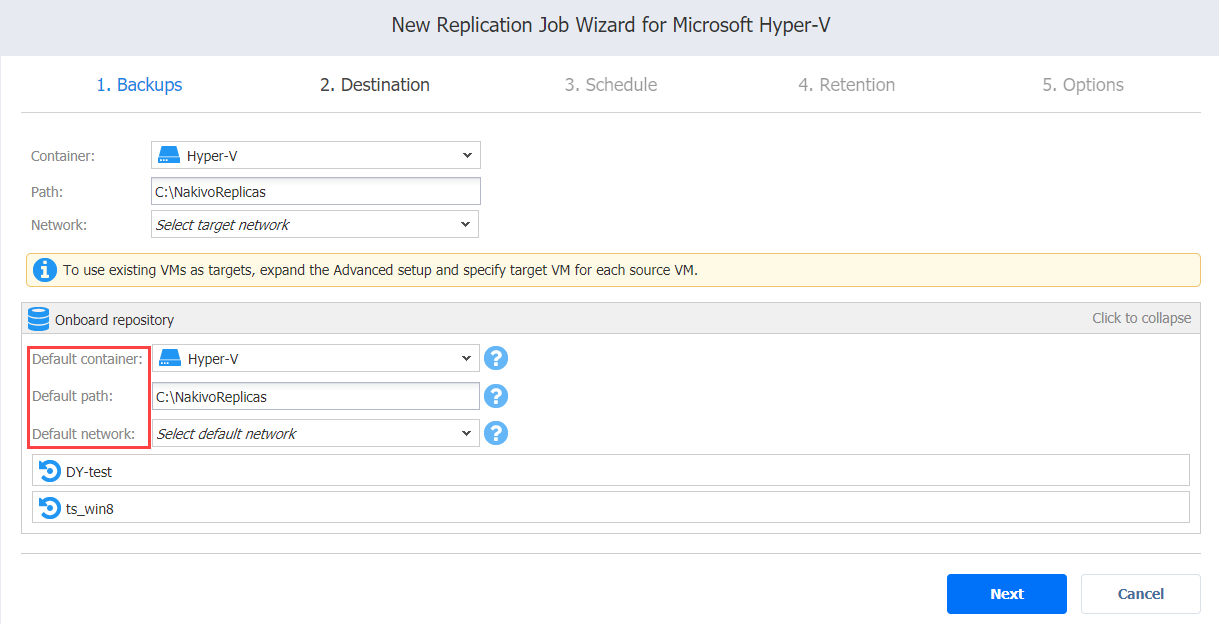 New Replication Job Wizard for Microsoft Hyper-V
1. Backups 2. Destination 3. Schedule 4. Retention 5. Options
Container: Hyper-V
Path: C:\NakivoReplicas
Network: Select target network
To use existing VMs as targets, expand the Advanced setup and specify target VM for each source VM.
Onboard repository Click to collapse
Default container: Hyper-V ?
Default path: C:\NakivoReplicas ?
Default network: Select default network ?
DY-test
ts_win8
Next Cancel